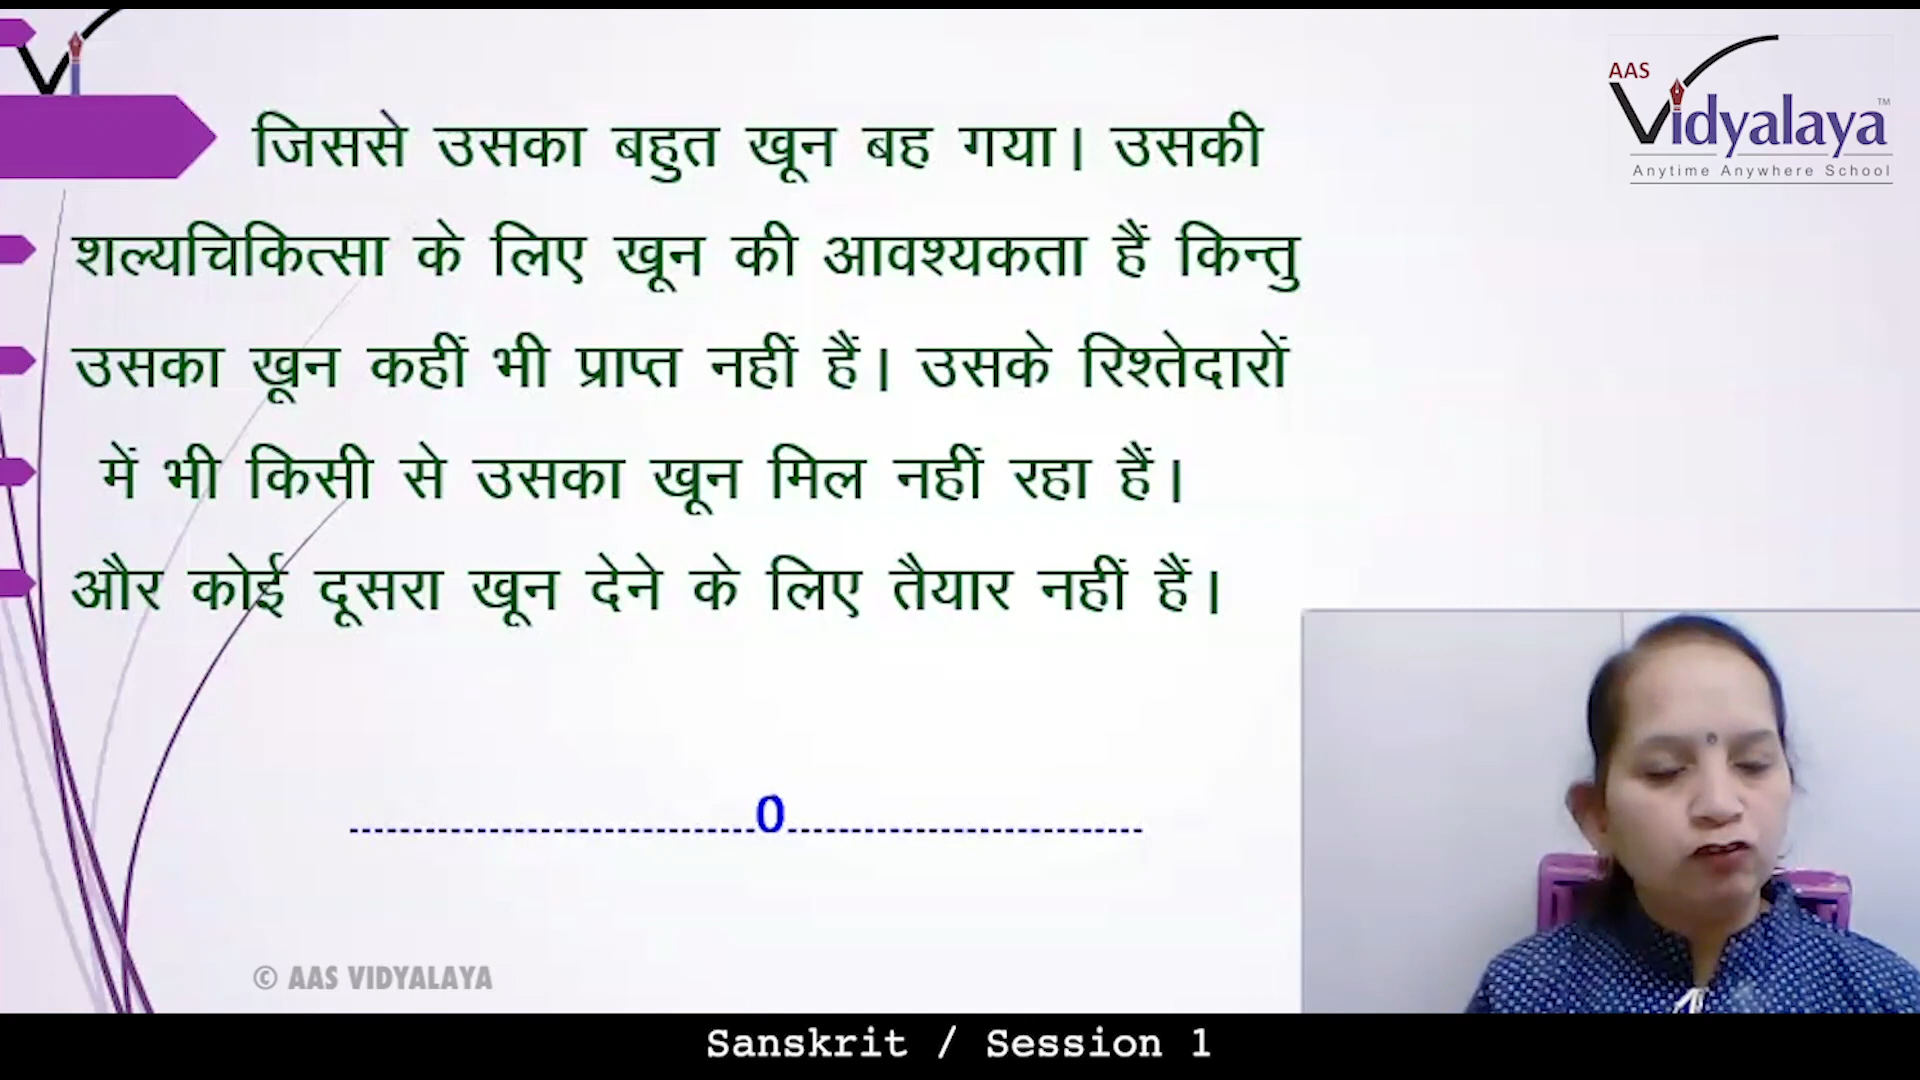 AAS
Vidyalaya™
Anytime Anywhere School
जिससे उसका बहुत खून बह गया। उसकी
शल्यचिकित्सा के लिए खून की आवश्यकता हैं किन्तु
उसका खून कहीं भी प्राप्त नहीं हैं। उसके रिश्तेदारों
में भी किसी से उसका खून मिल नहीं रहा हैं।
और कोई दूसरा खून देने के लिए तैयार नहीं हैं।
---------------------------------0-----------------------------
© AAS VIDYALAYA
Sanskrit / Session 1